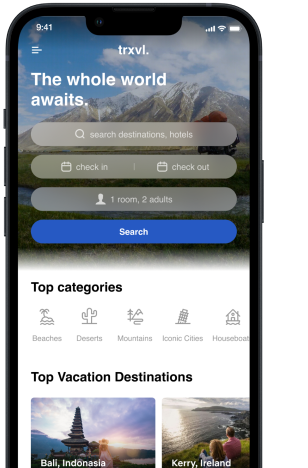 9:41
trxvl.
The whole world
awaits.
search destinations, hotels
check in
check out
1 room, 2 adults
Search
Top categories
Beaches
Deserts
Mountains
Iconic Cities
Houseboat
Top Vacation Destinations
Bali, Indonasia
Kerry, Ireland